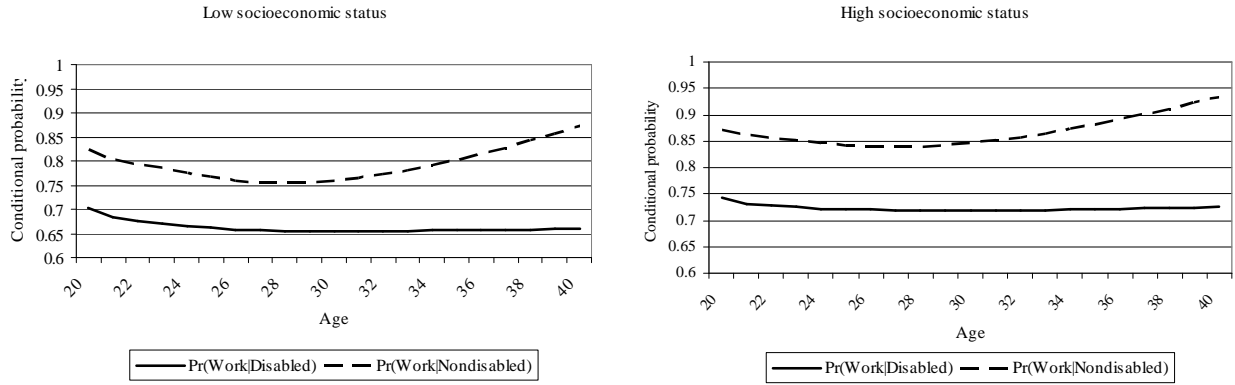 Low socioeconomic status
Conditional probability
1
0.95
0.9
0.85
0.8
0.75
0.7
0.65
0.6
20 22 24 26 28 30 32 34 36 38 40
Age
Pr(Work|Disabled) Pr(Work|Nondisabled)
High socioeconomic status
Conditional probability
1
0.95
0.9
0.85
0.8
0.75
0.7
0.65
0.6
20 22 24 26 28 30 32 34 36 38 40
Age
Pr(Work|Disabled) Pr(Work|Nondisabled)